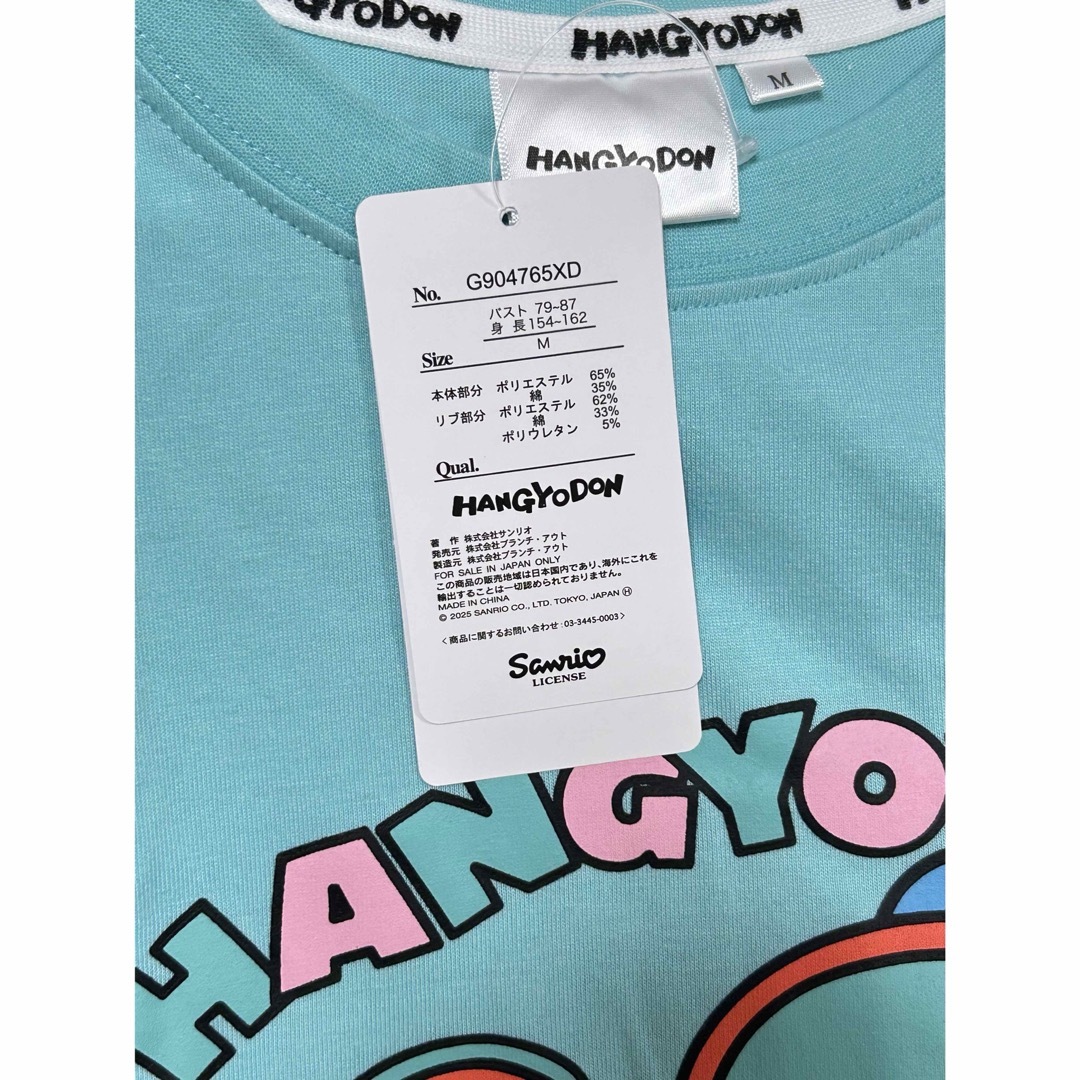 HANGYODON
HANGYODON
M
HANGYODON
No. G904765XD
バスト 79~87
身 長154~162
Size M
本体部分 ポリエステル 65%
綿 35%
リブ部分 ポリエステル 62%
綿 33%
ポリウレタン 5%
Qual.
HANGYODON
著 作 株式会社サンリオ
発売元 株式会社ブランチ・アウト
製造元 株式会社ブランチ・アウト
FOR SALE IN JAPAN ONLY
この商品の販売地域は日本国内であり、海外にこれを
輸出することは一切認められておりません。
MADE IN CHINA
© 2025 SANRIO CO., LTD. TOKYO, JAPAN Ⓗ
〈商品に関するお問い合わせ:03-3445-0003〉
Sanrio
LICENSE
HANGYO